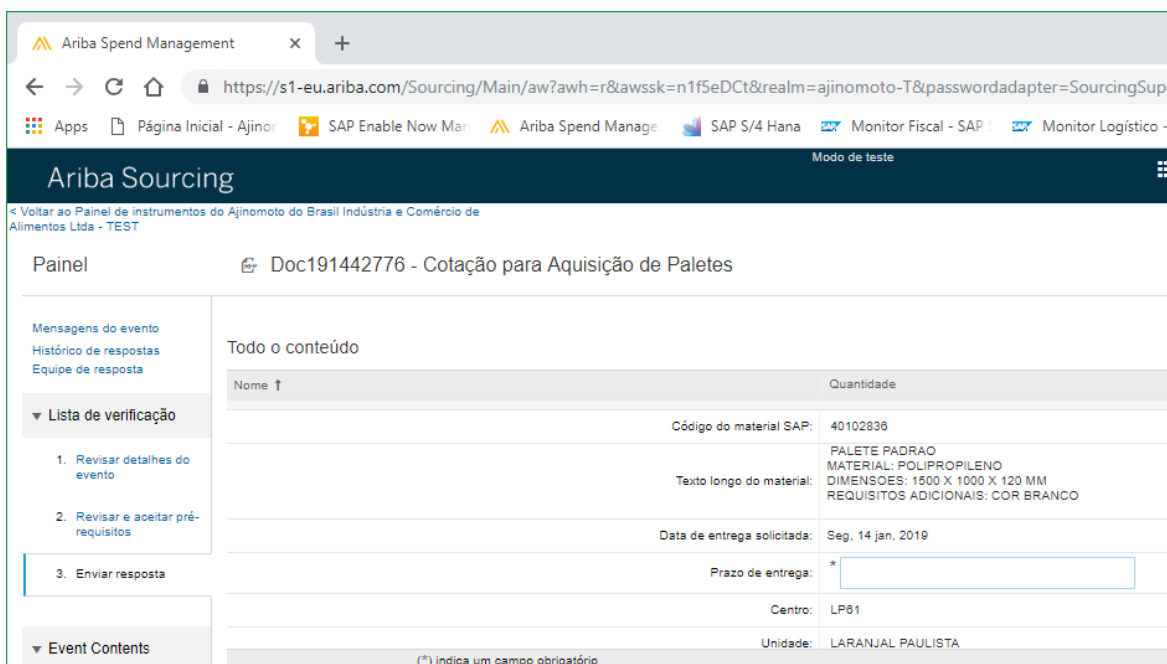 Ariba Spend Management
https://s1-eu.ariba.com/Sourcing/Main/aw?awh=r&awssk=n1f5eDCt&realm=ajinomoto-T&passwordadapter=SourcingSup
Apps Página Inicial - Ajinor SAP Enable Now Mar Ariba Spend Manage SAP S/4 Hana Monitor Fiscal - SAP Monitor Logístico -
Modo de teste
Ariba Sourcing
< Voltar ao Painel de instrumentos do Ajinomoto do Brasil Indústria e Comércio de
Alimentos Ltda - TEST
Painel
Doc191442776 - Cotação para Aquisição de Paletes
Mensagens do evento
Histórico de respostas
Equipe de resposta
Lista de verificação
1. Revisar detalhes do
evento
2. Revisar e aceitar pré-
requisitos
3. Enviar resposta
Event Contents
Todo o conteúdo
Nome ↑ Quantidade
Código do material SAP: 40102836
Texto longo do material: PALETE PADRAO
MATERIAL: POLIPROPILENO
DIMENSOES: 1500 X 1000 X 120 MM
REQUISITOS ADICIONAIS: COR BRANCO
Data de entrega solicitada: Seg, 14 jan, 2019
Prazo de entrega: *
Centro: LP61
Unidade: LARANJAL PAULISTA
(*) indica um campo obrigatório